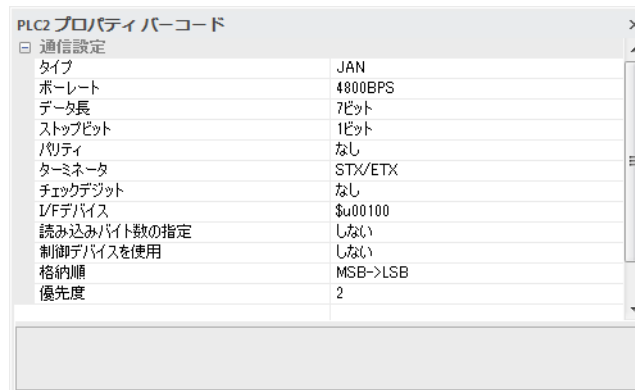 PLC2 プロパティ バーコード
通信設定
タイプ JAN
ボーレート 4800BPS
データ長 7ビット
ストップビット 1ビット
パリティ なし
ターミネータ STX/ETX
チェックデジット なし
I/Fデバイス $u00100
読み込みバイト数の指定 しない
制御デバイスを使用 しない
格納順 MSB->LSB
優先度 2